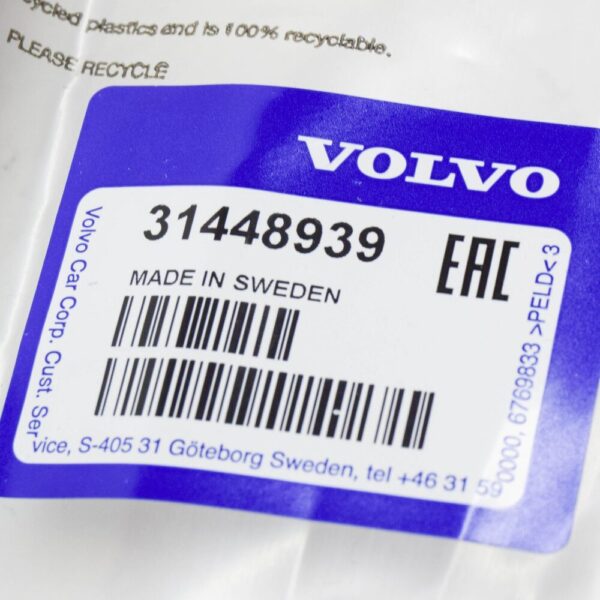 ycled plastics and is 100% recyclable.
PLEASE RECYCLE
VOLVO
31448939
EAC
MADE IN SWEDEN
Volvo Car Corp. Cust. Service, S-405 31 Göteborg Sweden, tel +46 31 59 0000, 6769833 >PELD< 3